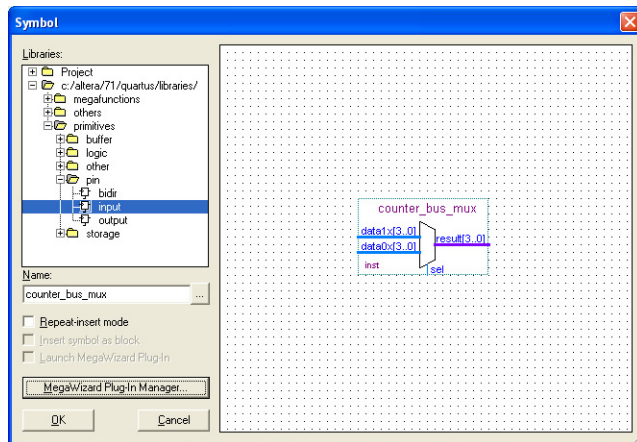 Symbol
Libraries:
Project
c:/altera/71/quartus/libraries/
megafunctions
others
primitives
buffer
logic
other
pin
bidir
input
output
storage
Name:
counter_bus_mux
...
Repeat-insert mode
Insert symbol as block
Launch MegaWizard Plug-In
MegaWizard Plug-In Manager...
OK
Cancel
counter_bus_mux
data1x[3..0]
result[3..0]
data0x[3..0]
inst
sel